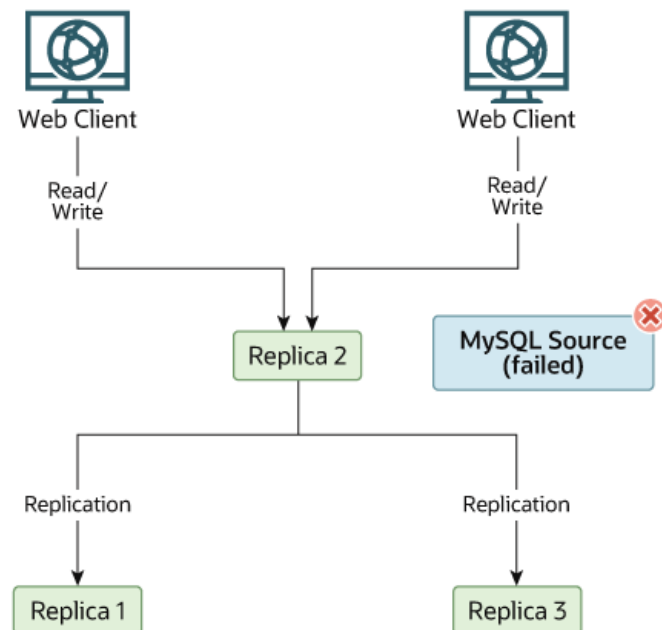 Web Client
Web Client
Read/
Write
Read/
Write
Replica 2
MySQL Source
(failed)
Replication
Replication
Replica 1
Replica 3